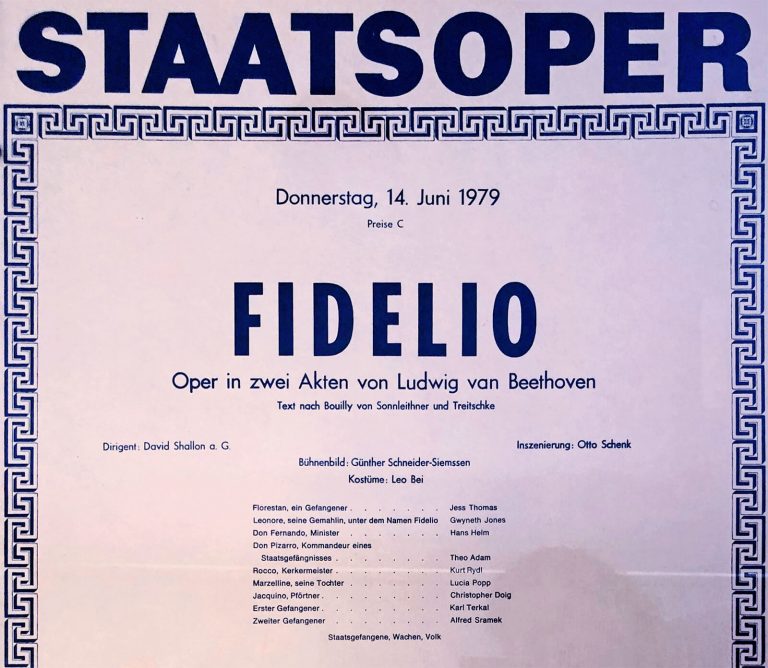 STAATSOPER
Donnerstag, 14. Juni 1979
Preise C
FIDELIO
Oper in zwei Akten von Ludwig van Beethoven
Text nach Bouilly von Sonnleithner und Treitschke
Dirigent: David Shallon a. G.
Inszenierung: Otto Schenk
Bühnenbild: Günther Schneider-Siemssen
Kostüme: Leo Bei
Florestan, ein Gefangener . . . . . . . . Jess Thomas
Leonore, seine Gemahlin, unter dem Namen Fidelio Gwyneth Jones
Don Fernando, Minister . . . . . . . . . Hans Helm
Don Pizarro, Kommandeur eines
Staatsgefängnisses . . . . . . . . . Theo Adam
Rocco, Kerkermeister . . . . . . . . . Kurt Rydl
Marzelline, seine Tochter . . . . . . . . Lucia Popp
Jacquino, Pförtner . . . . . . . . . . Christopher Doig
Erster Gefangener . . . . . . . . . . Karl Terkal
Zweiter Gefangener . . . . . . . . . Alfred Sramek
Staatsgefangene, Wachen, Volk